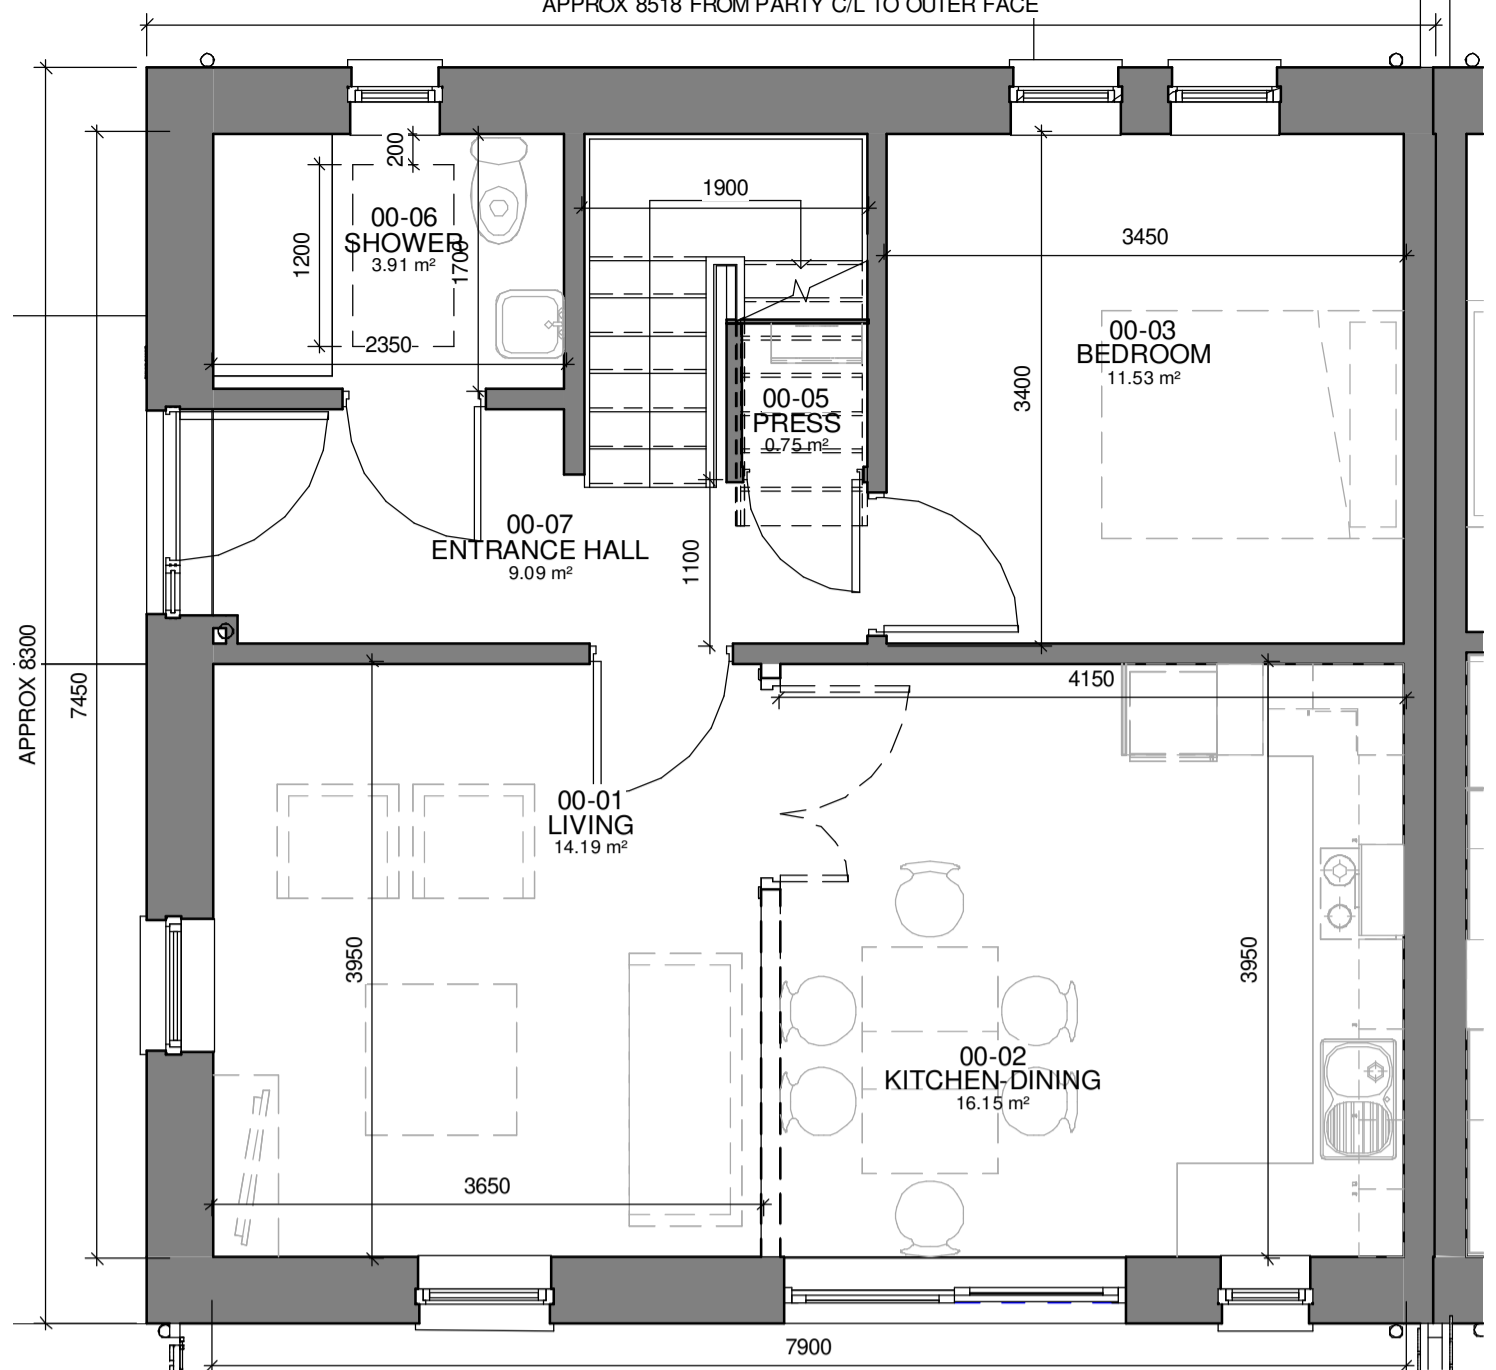 APPROX 8518 FROM PARTY C/L TO OUTER FACE
200
1900
00-06
SHOWER
3.91 m²
1200
1700
2350
3450
00-03
BEDROOM
11.53 m²
3400
00-05
PRESS
0.75 m²
00-07
ENTRANCE HALL
9.09 m²
1100
APPROX 8300
7450
4150
00-01
LIVING
14.19 m²
3950
3950
00-02
KITCHEN-DINING
16.15 m²
3650
7900